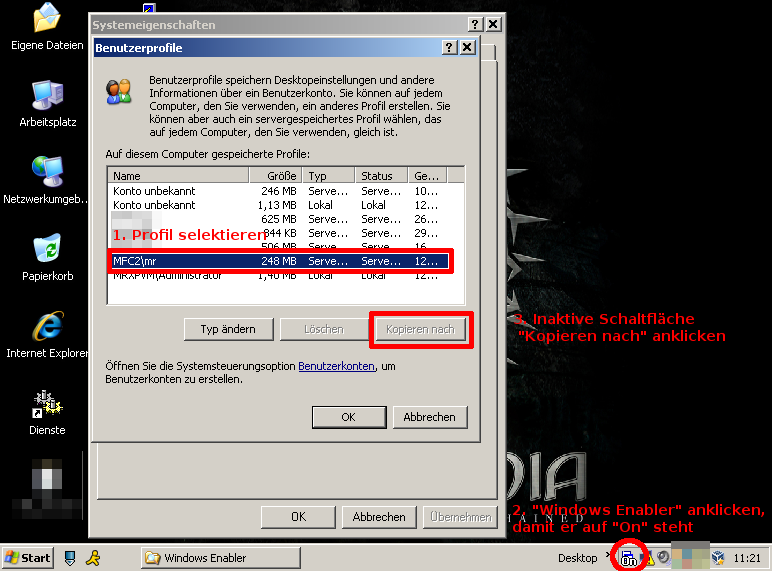 Eigene Dateien
Arbeitsplatz
Netzwerkumgeb...
Papierkorb
Internet Explorer
Dienste
Systemeigenschaften
Benutzerprofile
Benutzerprofile speichern Desktopeinstellungen und andere
Informationen über ein Benutzerkonto. Sie können auf jedem
Computer, den Sie verwenden, ein anderes Profil erstellen. Sie
können aber auch ein servergespeichertes Profil wählen, das
auf jedem Computer, den Sie verwenden, gleich ist.
Auf diesem Computer gespeicherte Profile:
Name Größe Typ Status Ge...
Konto unbekannt 246 MB Serve... Serve... 10...
Konto unbekannt 1,13 MB Lokal Lokal 12...
625 MB Serve... Serve... 26...
1. Profil selektieren
844 KB Serve... Serve... 29...
506 MB Serve... Serve... 16...
MFC2\mr 248 MB Serve... Serve... 12...
MRXPVM\Administrator 1,40 MB Lokal Lokal 12...
Typ ändern Löschen Kopieren nach
3. Inaktive Schaltfläche
"Kopieren nach" anklicken
Öffnen Sie die Systemsteuerungsoption Benutzerkonten, um
Benutzerkonten zu erstellen.
OK Abbrechen
OK Abbrechen Übernehmen
2. "Windows Enabler" anklicken,
damit er auf "On" steht
Start Windows Enabler Desktop » On 11:21